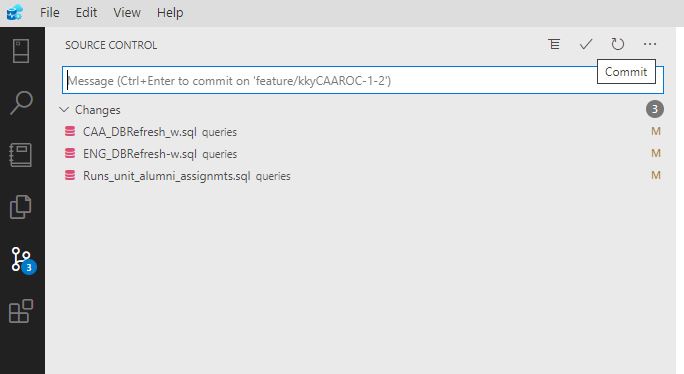 File Edit View Help
SOURCE CONTROL
Commit
Message (Ctrl+Enter to commit on 'feature/kkyCAAROC-1-2')
Changes 3
CAA_DBRefresh_w.sql queries M
ENG_DBRefresh-w.sql queries M
Runs_unit_alumni_assignmts.sql queries M
3